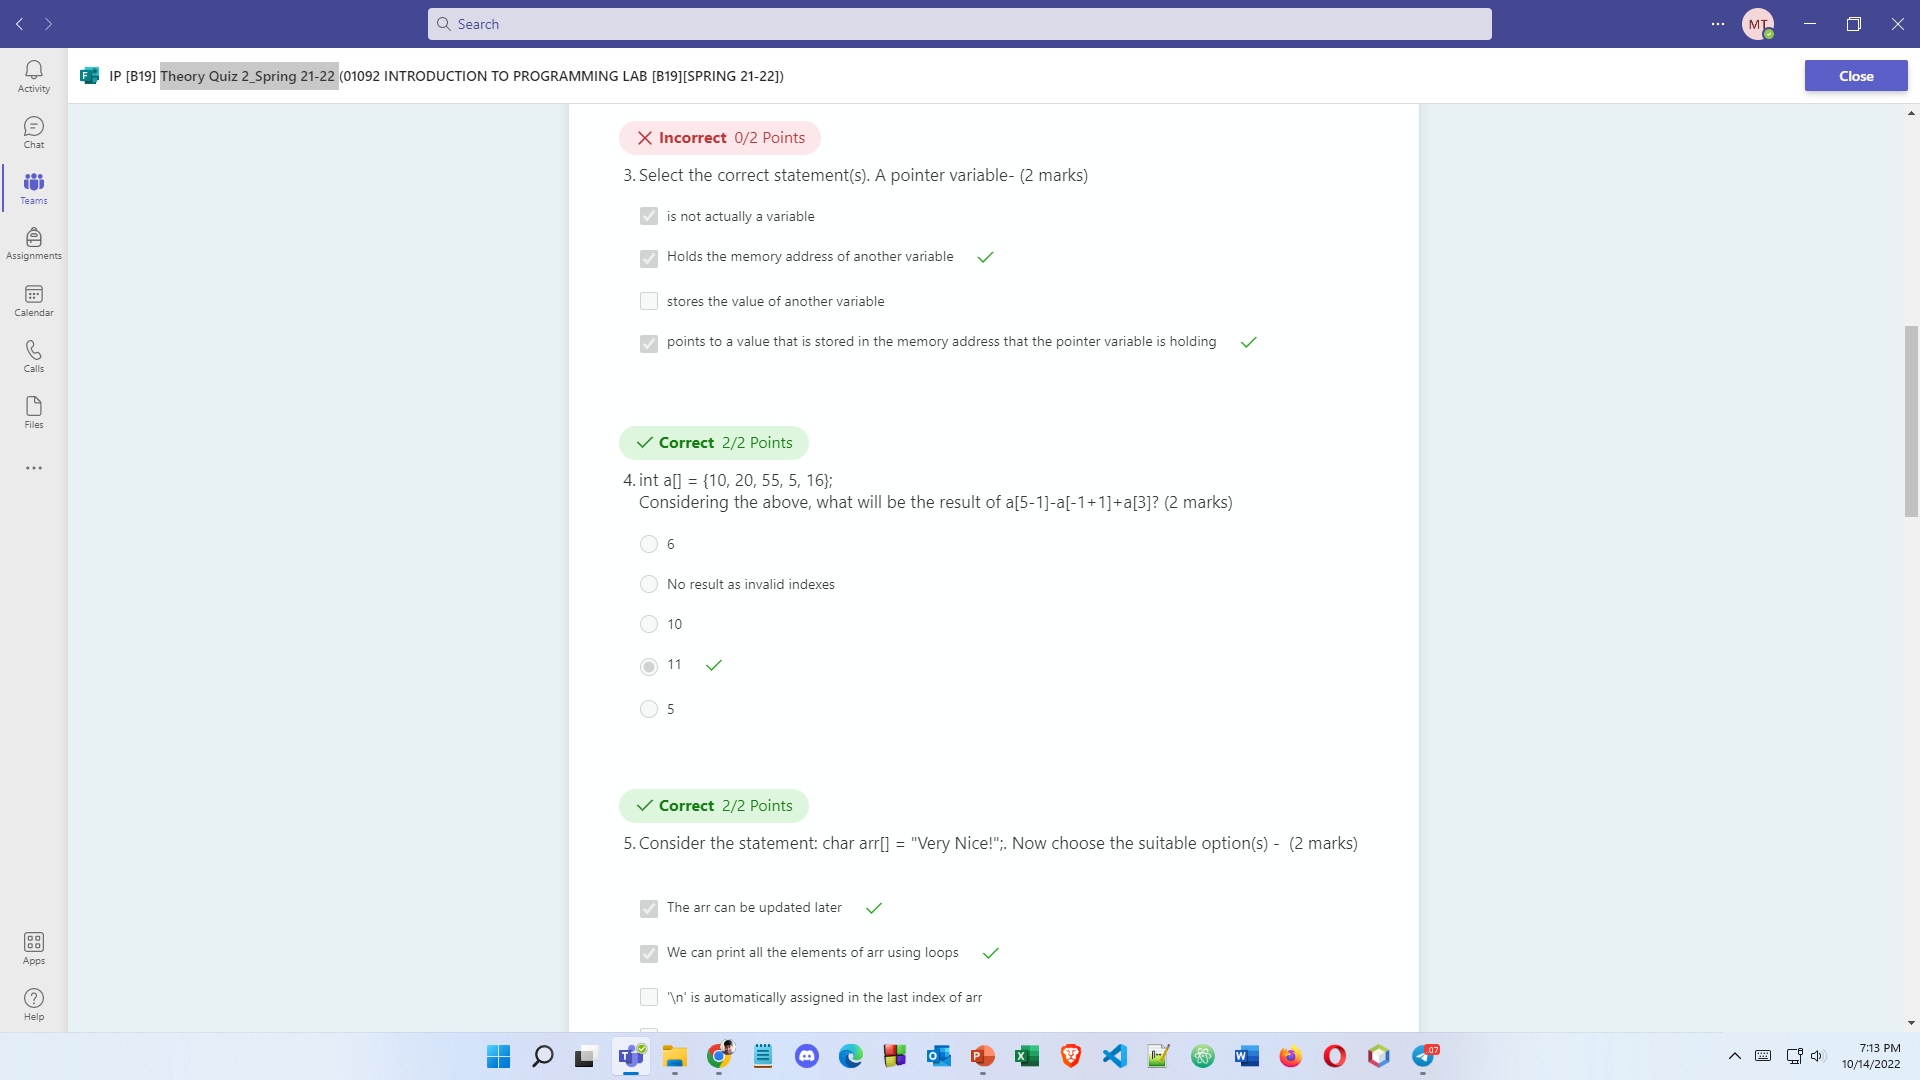 Search
MT
Activity
Chat
Teams
Assignments
Calendar
Calls
Files
Apps
Help
IP [B19] Theory Quiz 2_Spring 21-22 (01092 INTRODUCTION TO PROGRAMMING LAB [B19][SPRING 21-22])
Close
Incorrect 0/2 Points
3. Select the correct statement(s). A pointer variable- (2 marks)
is not actually a variable
Holds the memory address of another variable
stores the value of another variable
points to a value that is stored in the memory address that the pointer variable is holding
Correct 2/2 Points
4. int a[] = {10, 20, 55, 5, 16};
Considering the above, what will be the result of a[5-1]-a[-1+1]+a[3]? (2 marks)
6
No result as invalid indexes
10
11
5
Correct 2/2 Points
5. Consider the statement: char arr[] = "Very Nice!";. Now choose the suitable option(s) - (2 marks)
The arr can be updated later
We can print all the elements of arr using loops
'\n' is automatically assigned in the last index of arr
7:13 PM
10/14/2022